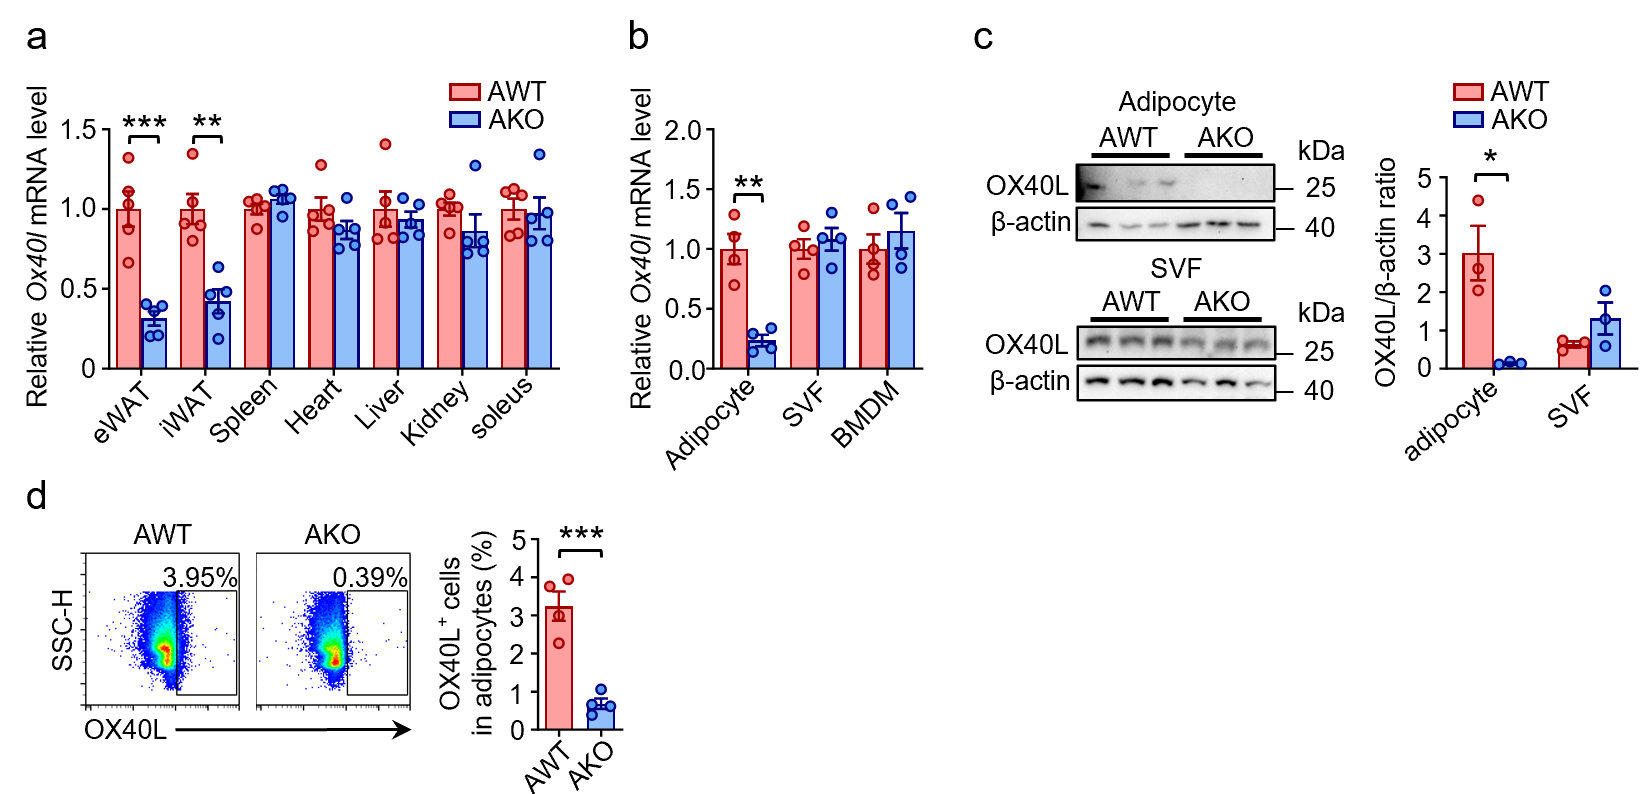 a
Relative Ox40l mRNA level
1.5
1.0
0.5
0
***
**
AWT
AKO
eWAT
iWAT
Spleen
Heart
Liver
Kidney
soleus
b
Relative Ox40l mRNA level
2.0
1.5
1.0
0.5
0.0
**
Adipocyte
SVF
BMDM
c
Adipocyte
AWT AKO
kDa
OX40L
25
β-actin
40
SVF
AWT AKO
kDa
OX40L
25
β-actin
40
AWT
AKO
OX40L/β-actin ratio
5
4
3
2
1
0
*
adipocyte
SVF
d
AWT
AKO
3.95%
0.39%
SSC-H
OX40L
OX40L+ cells
in adipocytes (%)
5
4
3
2
1
0
***
AWT
AKO